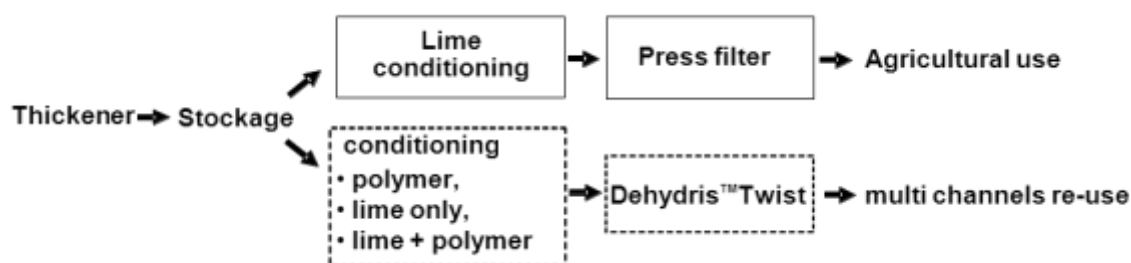 Thickener
Stockage
Lime
conditioning
Press filter
Agricultural use
conditioning
• polymer,
• lime only,
• lime + polymer
Dehydris™Twist
multi channels re-use